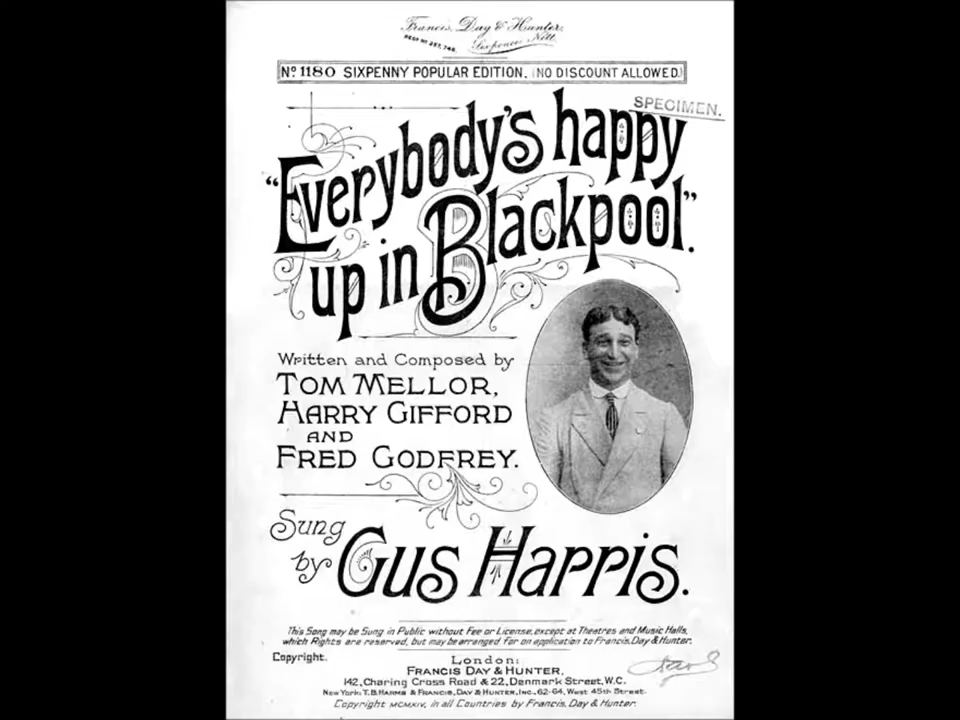 Francis, Day & Hunter,
Sixpence Nett.
Nº 1180 SIXPENNY POPULAR EDITION. (NO DISCOUNT ALLOWED.)
SPECIMEN.
"Everybody's happy
up in Blackpool".
Written and Composed by
TOM MELLOR,
HARRY GIFFORD
AND
FRED GODFREY.
Sung
by GUS HARRIS.
This Song may be Sung in Public without Fee or License, except at Theatres and Music Halls,
which Rights are reserved, but may be arranged for on application to Francis, Day & Hunter.
Copyright.
London:
FRANCIS DAY & HUNTER,
142, Charing Cross Road & 22, Denmark Street, W.C.
New York: T. B. HARMS & FRANCIS, DAY & HUNTER, INC., 62-64, West 45th Street.
Copyright MCMXIV, in all Countries by Francis, Day & Hunter.